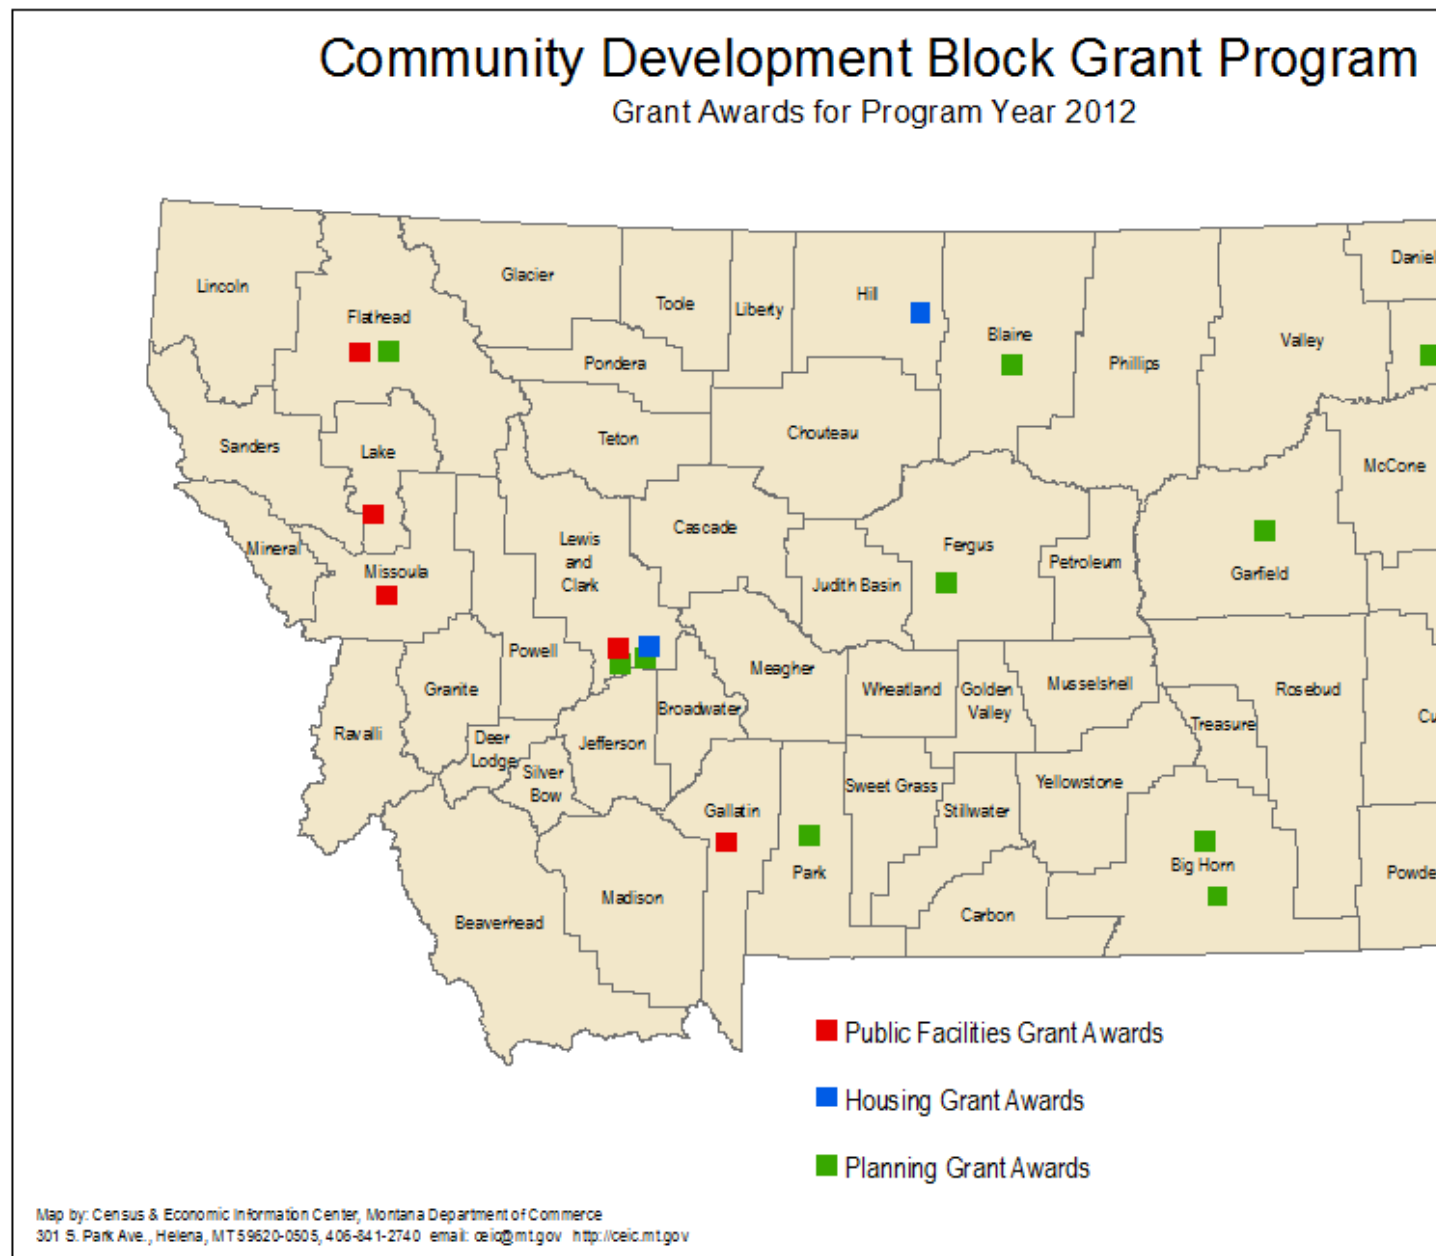 Community Development Block Grant Program
Grant Awards for Program Year 2012
Lincoln
Flathead
Glacier
Toole
Liberty
Hill
Blaine
Phillips
Valley
Daniel
Pondera
Sanders
Lake
Teton
Chouteau
McCone
Mineral
Missoula
Lewis
and
Clark
Cascade
Judith Basin
Fergus
Petroleum
Garfield
Powell
Granite
Ravalli
Deer
Lodge
Silver
Bow
Jefferson
Broadwater
Meagher
Wheatland
Golden
Valley
Musselshell
Treasure
Rosebud
Cu
Gallatin
Park
Sweet Grass
Stillwater
Yellowstone
Big Horn
Powde
Beaverhead
Madison
Carbon
Public Facilities Grant Awards
Housing Grant Awards
Planning Grant Awards
Map by: Census & Economic Information Center, Montana Department of Commerce
301 S. Park Ave., Helena, MT 59620-0505, 406-841-2740 email: ceic@mt.gov http://ceic.mt.gov